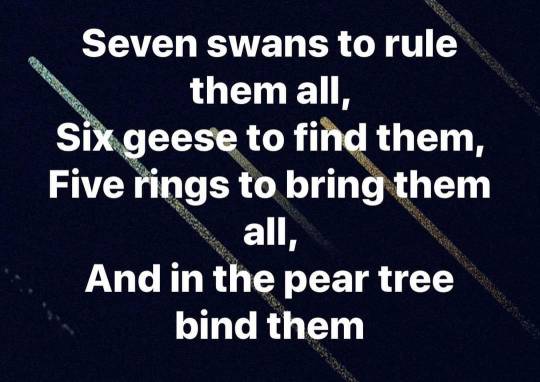 Seven swans to rule
them all,
Six geese to find them,
Five rings to bring them
all,
And in the pear tree
bind them